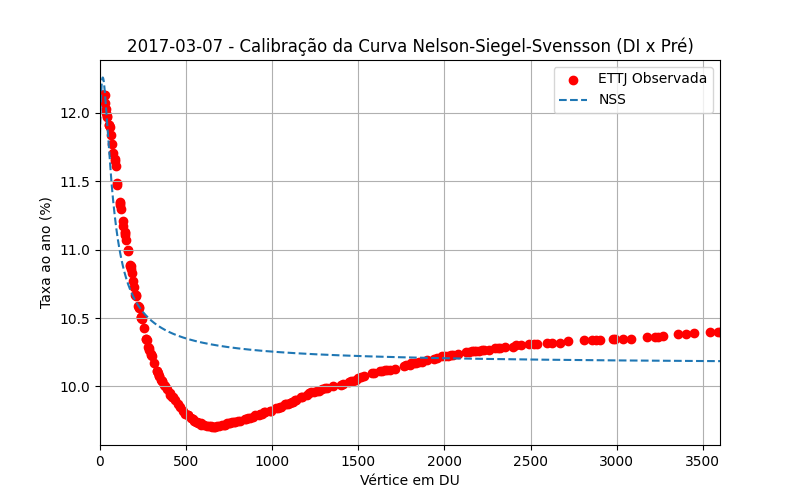 2017-03-07 - Calibração da Curva Nelson-Siegel-Svensson (DI x Pré)
ETTJ Observada
NSS
Taxa ao ano (%)
12.0
11.5
11.0
10.5
10.0
0 500 1000 1500 2000 2500 3000 3500
Vértice em DU